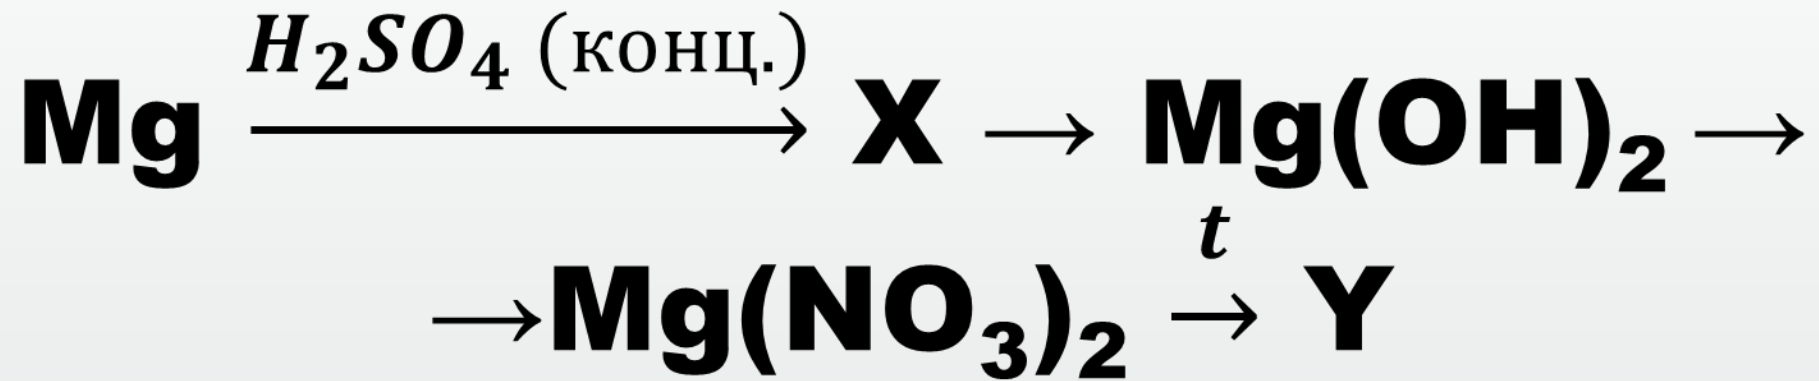 Mg H₂SO₄ (конц.) → X → Mg(OH)₂ →
→ Mg(NO₃)₂ t → Y